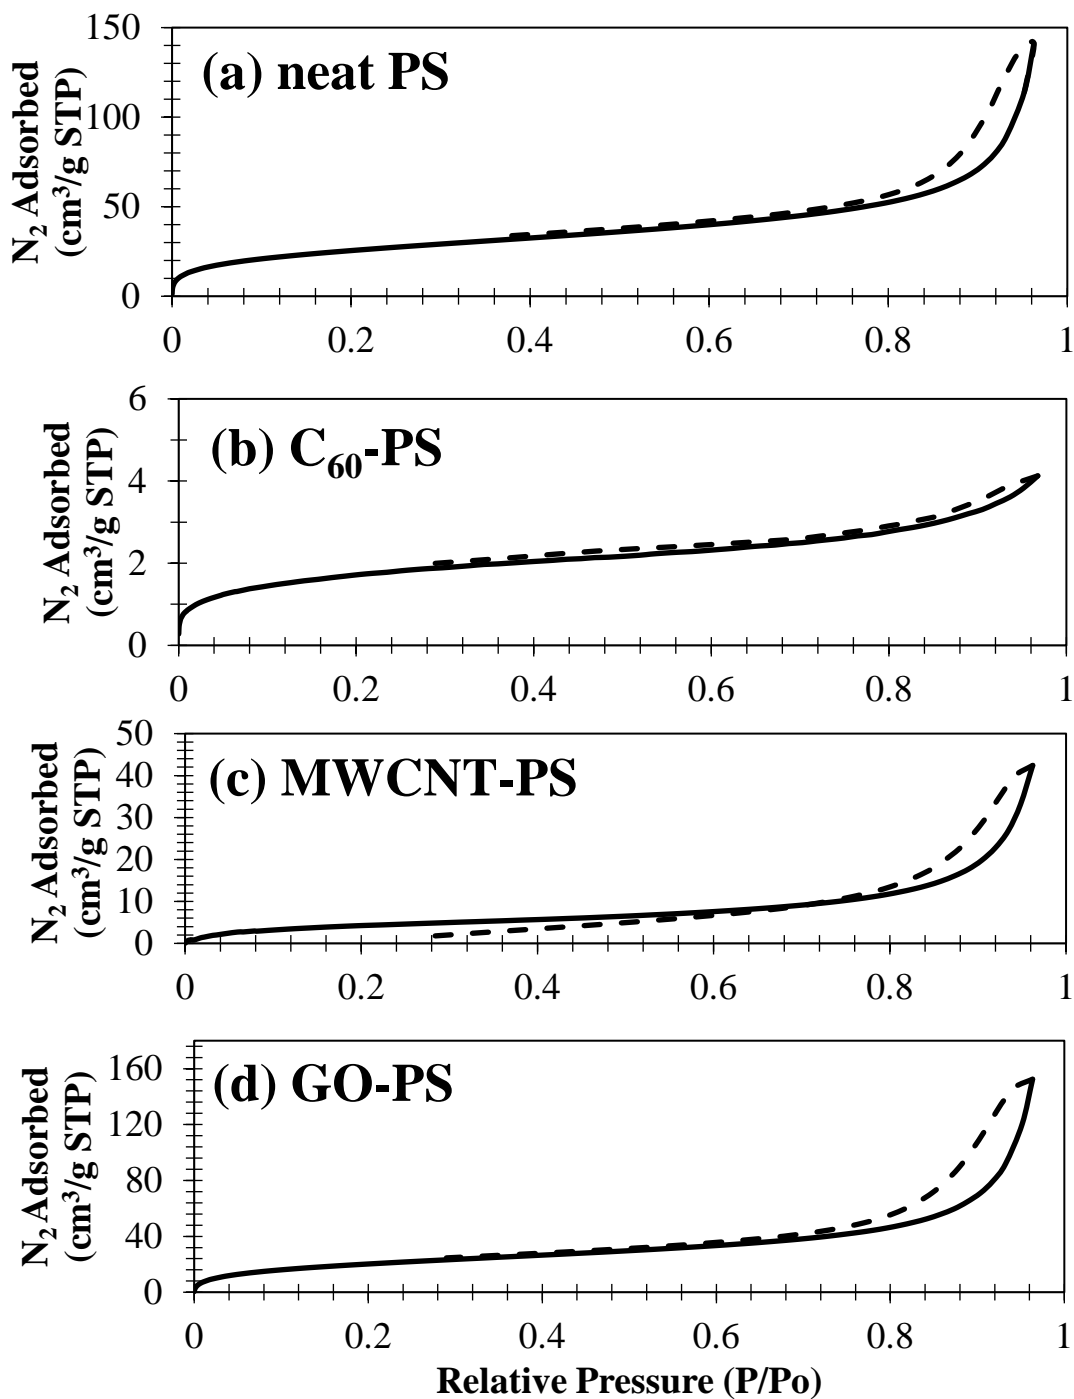 (a) neat PS
N₂ Adsorbed
(cm³/g STP)
150
100
50
0
0 0.2 0.4 0.6 0.8 1
(b) C₆₀-PS
N₂ Adsorbed
(cm³/g STP)
6
4
2
0
0 0.2 0.4 0.6 0.8 1
(c) MWCNT-PS
N₂ Adsorbed
(cm³/g STP)
50
40
30
20
10
0
0 0.2 0.4 0.6 0.8 1
(d) GO-PS
N₂ Adsorbed
(cm³/g STP)
160
120
80
40
0
0 0.2 0.4 0.6 0.8 1
Relative Pressure (P/Po)